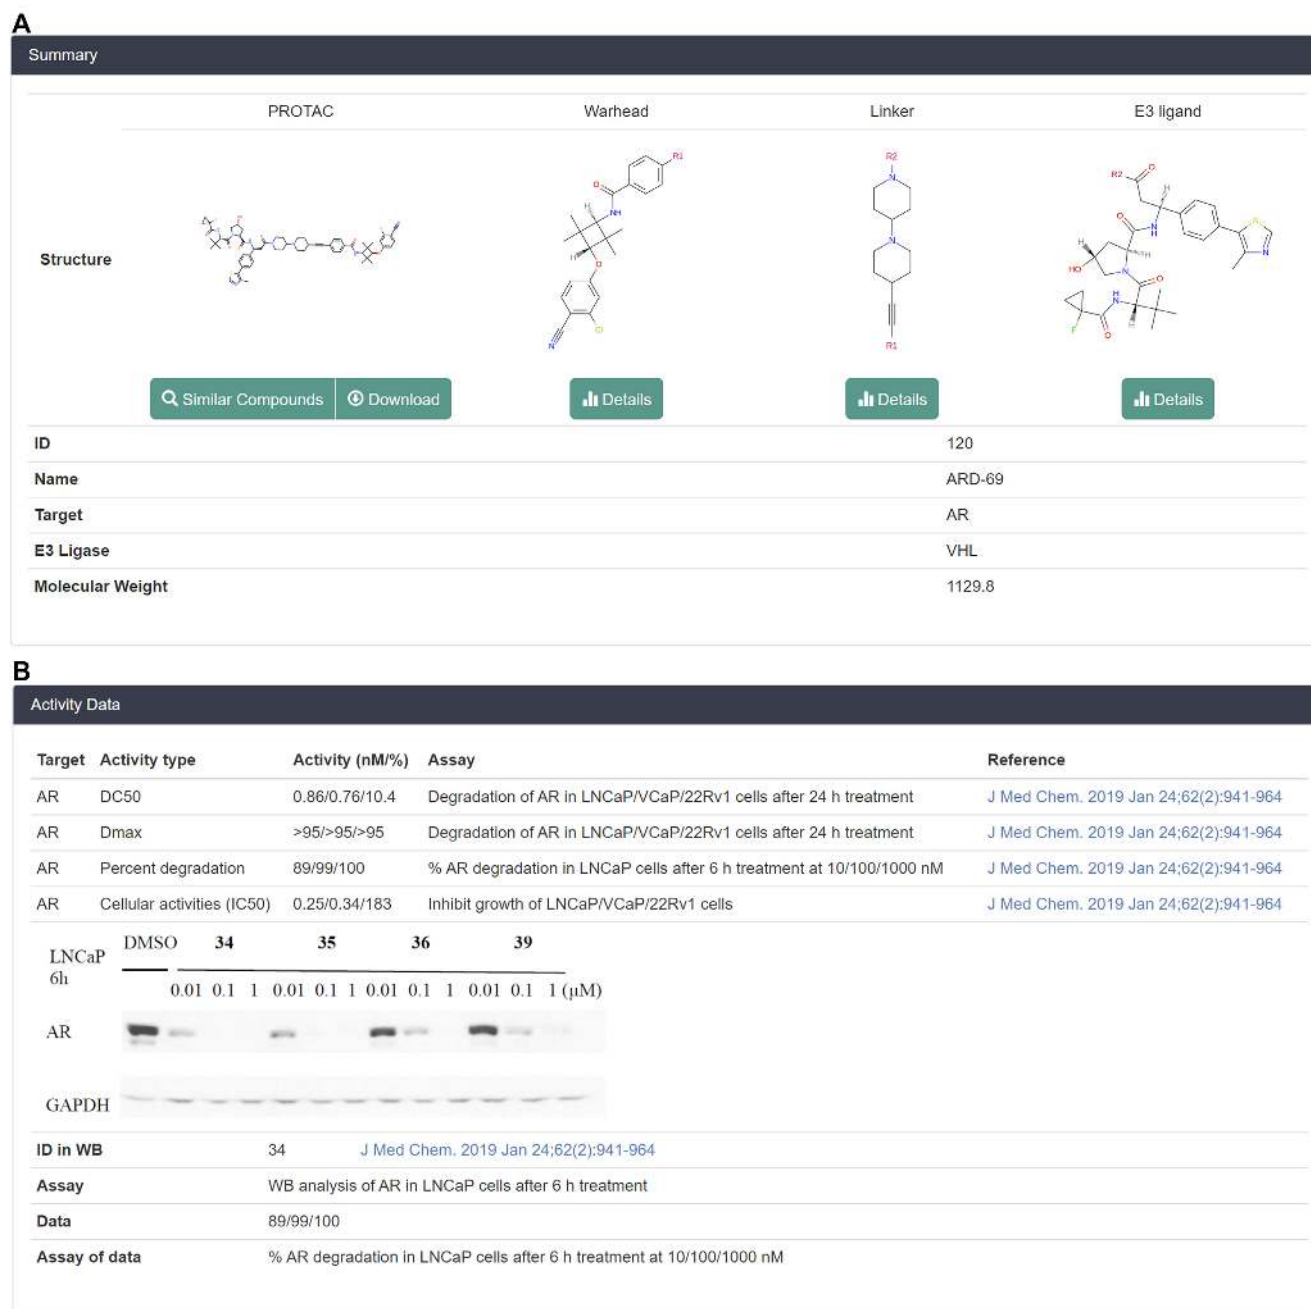 A
Summary
PROTAC Warhead Linker E3 ligand
Structure
R1
O
NH
H
H
O
Cl
N
R2
N
N
R1
R2
O
H
O
NH
S
N
H
H
HO
N
O
H
N
F
O
H
Similar Compounds Download Details Details Details
ID 120
Name ARD-69
Target AR
E3 Ligase VHL
Molecular Weight 1129.8
B
Activity Data
Target Activity type Activity (nM/%) Assay Reference
AR DC50 0.86/0.76/10.4 Degradation of AR in LNCaP/VCaP/22Rv1 cells after 24 h treatment J Med Chem. 2019 Jan 24;62(2):941-964
AR Dmax >95/>95/>95 Degradation of AR in LNCaP/VCaP/22Rv1 cells after 24 h treatment J Med Chem. 2019 Jan 24;62(2):941-964
AR Percent degradation 89/99/100 % AR degradation in LNCaP cells after 6 h treatment at 10/100/1000 nM J Med Chem. 2019 Jan 24;62(2):941-964
AR Cellular activities (IC50) 0.25/0.34/183 Inhibit growth of LNCaP/VCaP/22Rv1 cells J Med Chem. 2019 Jan 24;62(2):941-964
DMSO 34 35 36 39
LNCaP
6h
0.01 0.1 1 0.01 0.1 1 0.01 0.1 1 0.01 0.1 1 (μM)
AR
GAPDH
ID in WB 34 J Med Chem. 2019 Jan 24;62(2):941-964
Assay WB analysis of AR in LNCaP cells after 6 h treatment
Data 89/99/100
Assay of data % AR degradation in LNCaP cells after 6 h treatment at 10/100/1000 nM